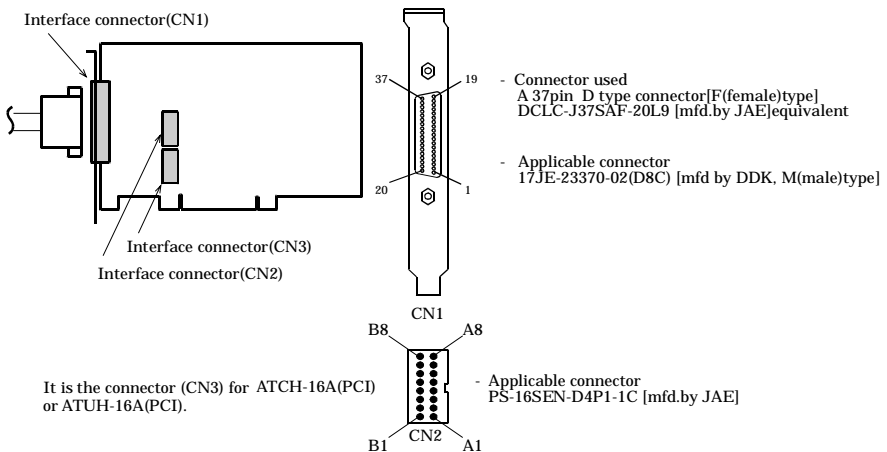 Interface connector(CN1)
37
19
- Connector used
A 37pin D type connector[F(female)type]
DCLC-J37SAF-20L9 [mfd.by JAE]equivalent
- Applicable connector
17JE-23370-02(D8C) [mfd by DDK, M(male)type]
20
1
Interface connector(CN3)
Interface connector(CN2)
CN1
B8
A8
It is the connector (CN3) for ATCH-16A(PCI)
or ATUH-16A(PCI).
- Applicable connector
PS-16SEN-D4P1-1C [mfd.by JAE]
B1
CN2
A1